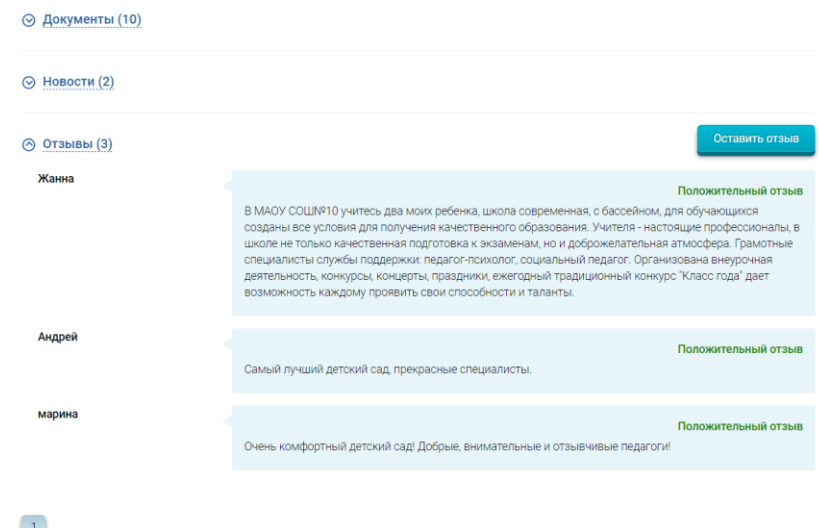 Документы (10)
Новости (2)
Отзывы (3)
Оставить отзыв
Жанна
Положительный отзыв
В МАОУ СОШ№10 учитесь два моих ребенка, школа современная, с бассейном, для обучающихся
созданы все условия для получения качественного образования. Учителя - настоящие профессионалы, в
школе не только качественная подготовка к экзаменам, но и доброжелательная атмосфера. Грамотные
специалисты службы поддержки: педагог-психолог, социальный педагог. Организована внеурочная
деятельность, конкурсы, концерты, праздники, ежегодный традиционный конкурс "Класс года" дает
возможность каждому проявить свои способности и таланты.
Андрей
Положительный отзыв
Самый лучший детский сад, прекрасные специалисты.
марина
Положительный отзыв
Очень комфортный детский сад! Добрые, внимательные и отзывчивые педагоги!
1